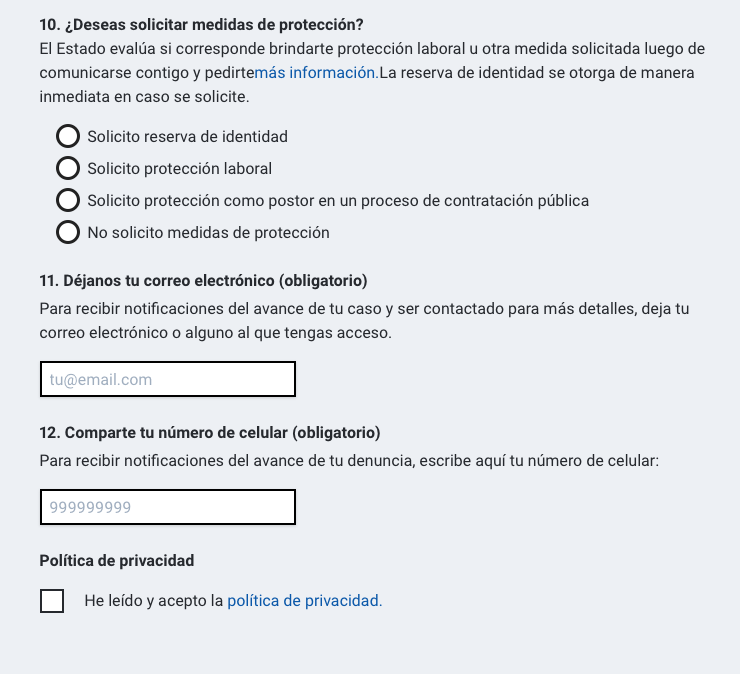 10. ¿Deseas solicitar medidas de protección?
El Estado evalúa si corresponde brindarte protección laboral u otra medida solicitada luego de
comunicarse contigo y pedirtemás información.La reserva de identidad se otorga de manera
inmediata en caso se solicite.
Solicito reserva de identidad
Solicito protección laboral
Solicito protección como postor en un proceso de contratación pública
No solicito medidas de protección
11. Déjanos tu correo electrónico (obligatorio)
Para recibir notificaciones del avance de tu caso y ser contactado para más detalles, deja tu
correo electrónico o alguno al que tengas acceso.
tu@email.com
12. Comparte tu número de celular (obligatorio)
Para recibir notificaciones del avance de tu denuncia, escribe aquí tu número de celular:
999999999
Política de privacidad
He leído y acepto la política de privacidad.